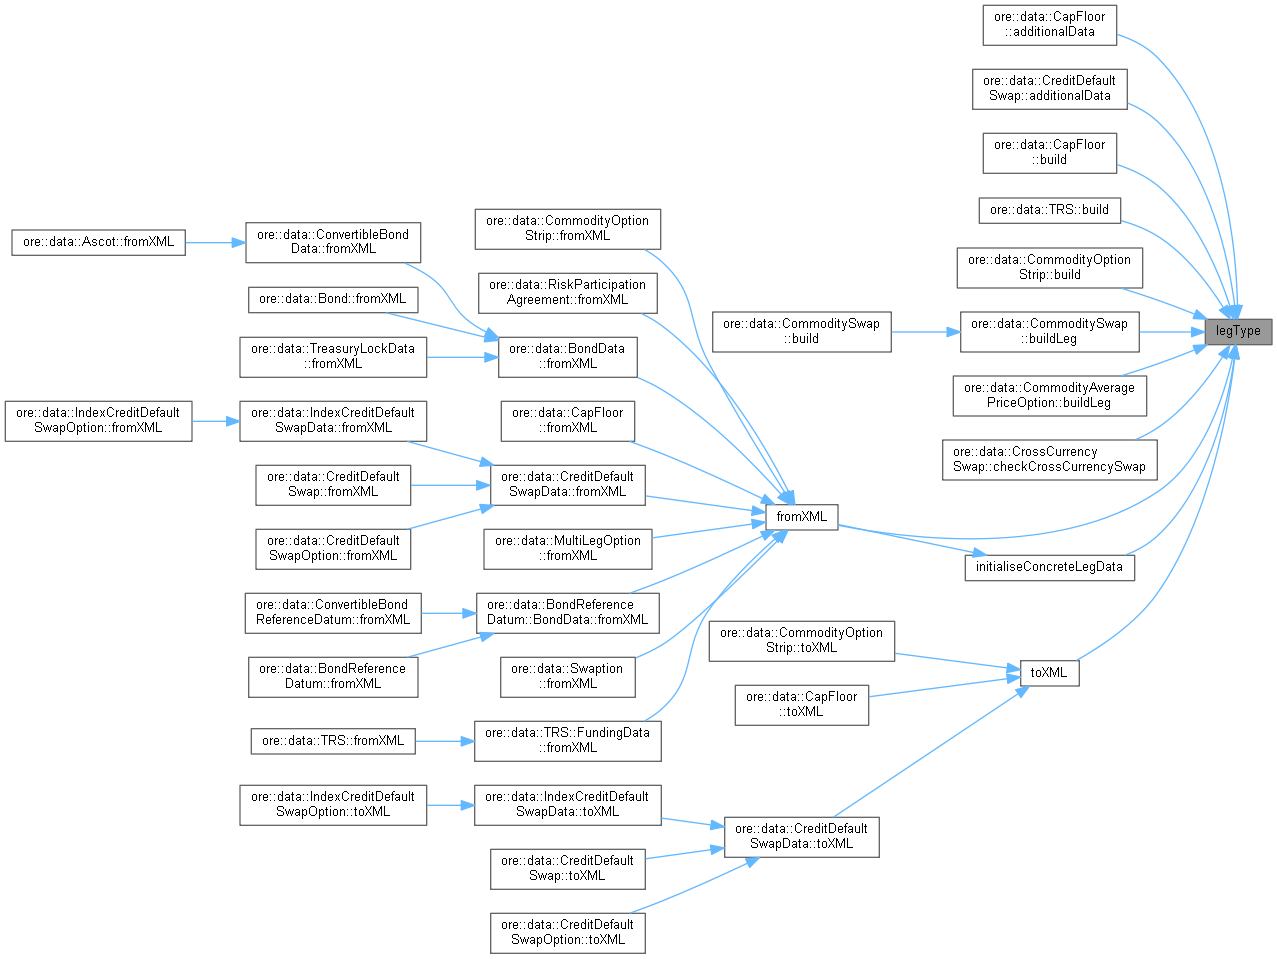 ore::data::CapFloor
::additionalData
ore::data::CreditDefault
Swap::additionalData
ore::data::CapFloor
::build
ore::data::TRS::build
ore::data::CommodityOption
Strip::build
legType
ore::data::CommoditySwap
::buildLeg
ore::data::CommoditySwap
::build
ore::data::CommodityAverage
PriceOption::buildLeg
ore::data::CrossCurrency
Swap::checkCrossCurrencySwap
fromXML
initialiseConcreteLegData
toXML
ore::data::CommodityOption
Strip::fromXML
ore::data::RiskParticipation
Agreement::fromXML
ore::data::BondData
::fromXML
ore::data::ConvertibleBond
Data::fromXML
ore::data::Ascot::fromXML
ore::data::Bond::fromXML
ore::data::TreasuryLockData
::fromXML
ore::data::CapFloor
::fromXML
ore::data::CreditDefault
SwapData::fromXML
ore::data::IndexCreditDefault
SwapData::fromXML
ore::data::IndexCreditDefault
SwapOption::fromXML
ore::data::CreditDefault
Swap::fromXML
ore::data::CreditDefault
SwapOption::fromXML
ore::data::MultiLegOption
::fromXML
ore::data::BondReference
Datum::BondData::fromXML
ore::data::ConvertibleBond
ReferenceDatum::fromXML
ore::data::BondReference
Datum::fromXML
ore::data::Swaption
::fromXML
ore::data::TRS::FundingData
::fromXML
ore::data::TRS::fromXML
ore::data::CommodityOption
Strip::toXML
ore::data::CapFloor
::toXML
ore::data::CreditDefault
SwapData::toXML
ore::data::IndexCreditDefault
SwapData::toXML
ore::data::IndexCreditDefault
SwapOption::toXML
ore::data::CreditDefault
Swap::toXML
ore::data::CreditDefault
SwapOption::toXML